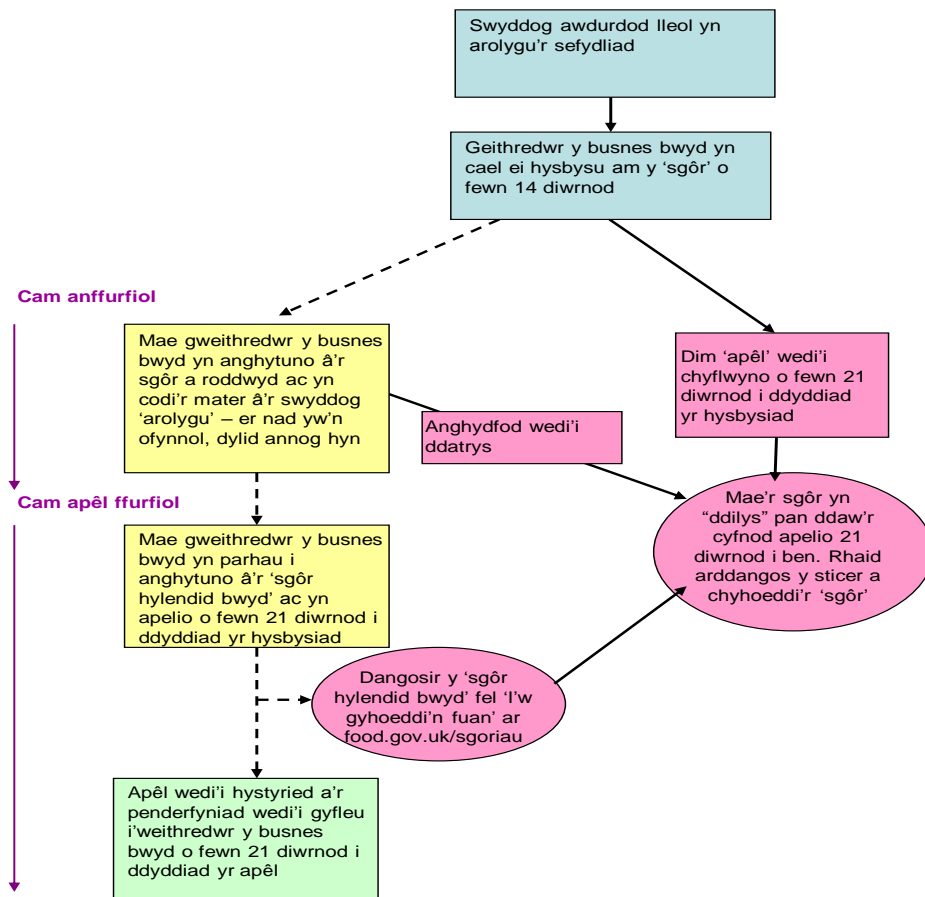 Swyddog awdurdod lleol yn
arolygu'r sefydliad
Geithredwr y busnes bwyd yn
cael ei hysbysu am y 'sgôr' o
fewn 14 diwrnod
Cam anffurfiol
Mae gweithredwr y busnes
bwyd yn anghytuno â'r
sgôr a roddwyd ac yn
codi'r mater â'r swyddog
'arolygu' – er nad yw'n
ofynnol, dylid annog hyn
Anghydfod wedi'i
ddatrys
Dim 'apêl' wedi'i
chyflwyno o fewn 21
diwrnod i ddyddiad
yr hysbysiad
Cam apêl ffurfiol
Mae gweithredwr y busnes
bwyd yn parhau i
anghytuno â'r 'sgôr
hylendid bwyd' ac yn
apelio o fewn 21 diwrnod i
ddyddiad yr hysbysiad
Mae'r sgôr yn
“ddilys” pan ddaw'r
cyfnod apelio 21
diwrnod i ben. Rhaid
arddangos y sticer a
chyhoeddi'r 'sgôr'
Dangosir y 'sgôr
hylendid bwyd' fel 'I'w
gyhoeddi'n fuan' ar
food.gov.uk/sgoriau
Apêl wedi'i hystyried a'r
penderfyniad wedi'i gyfleu
i'weithredwr y busnes
bwyd o fewn 21 diwrnod i
ddyddiad yr apêl